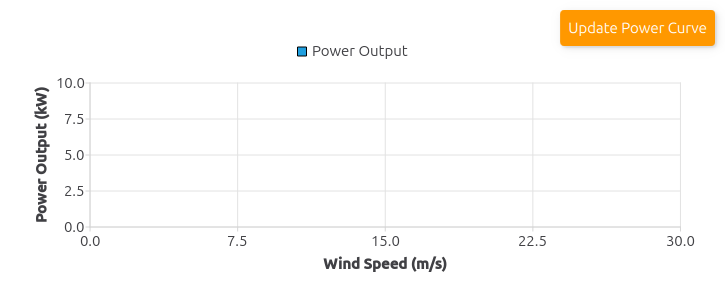 Update Power Curve
Power Output
Power Output (kW)
10.0
7.5
5.0
2.5
0.0
0.0 7.5 15.0 22.5 30.0
Wind Speed (m/s)